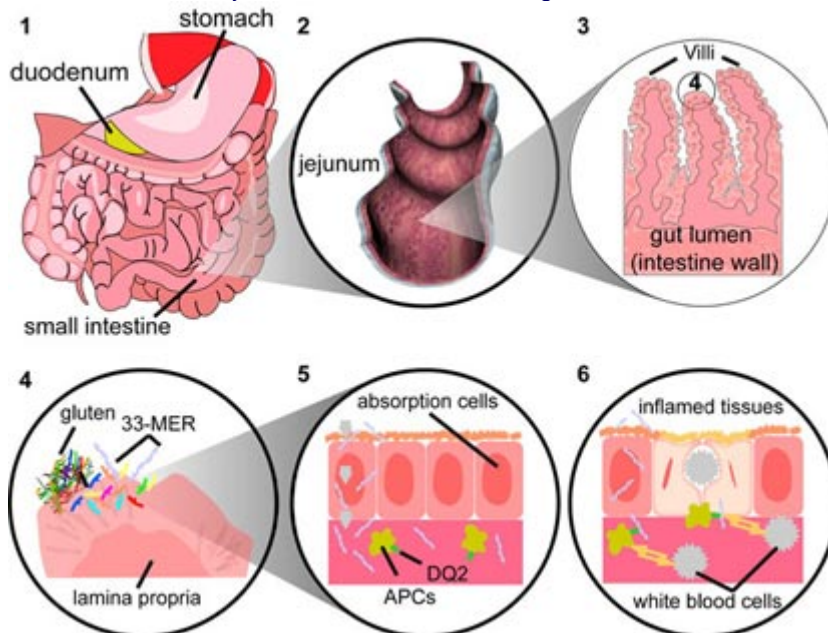 1
stomach
duodenum
small intestine
2
jejunum
3
Villi
4
gut lumen
(intestine wall)
4
gluten
33-MER
lamina propria
5
absorption cells
DQ2
APCs
6
inflamed tissues
white blood cells